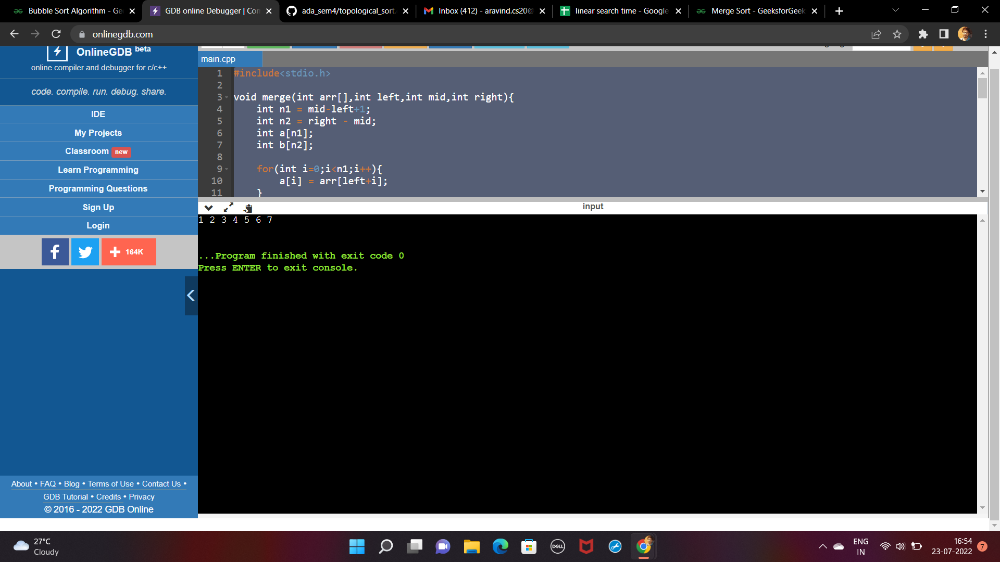 Bubble Sort Algorithm - Ge
GDB online Debugger | Com
ada_sem4/topological_sort.
Inbox (412) - aravind.cs20@
linear search time - Google
Merge Sort - GeeksforGeek
onlinegdb.com
OnlineGDB beta
online compiler and debugger for c/c++
code. compile. run. debug. share.
IDE
My Projects
Classroom new
Learn Programming
Programming Questions
Sign Up
Login
164K
About • FAQ • Blog • Terms of Use • Contact Us •
GDB Tutorial • Credits • Privacy
© 2016 - 2022 GDB Online
main.cpp
1 #include<stdio.h>
2
3 void merge(int arr[],int left,int mid,int right){
4 int n1 = mid-left+1;
5 int n2 = right - mid;
6 int a[n1];
7 int b[n2];
8
9 for(int i=0;i<n1;i++){
10 a[i] = arr[left+i];
11 }
input
1 2 3 4 5 6 7
...Program finished with exit code 0
Press ENTER to exit console.
27°C
Cloudy
DELL
ENG
IN
16:54
23-07-2022
7